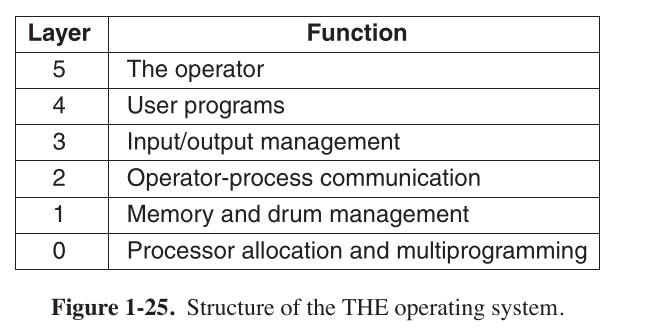 Layer Function
5 The operator
4 User programs
3 Input/output management
2 Operator-process communication
1 Memory and drum management
0 Processor allocation and multiprogramming
Figure 1-25. Structure of the THE operating system.